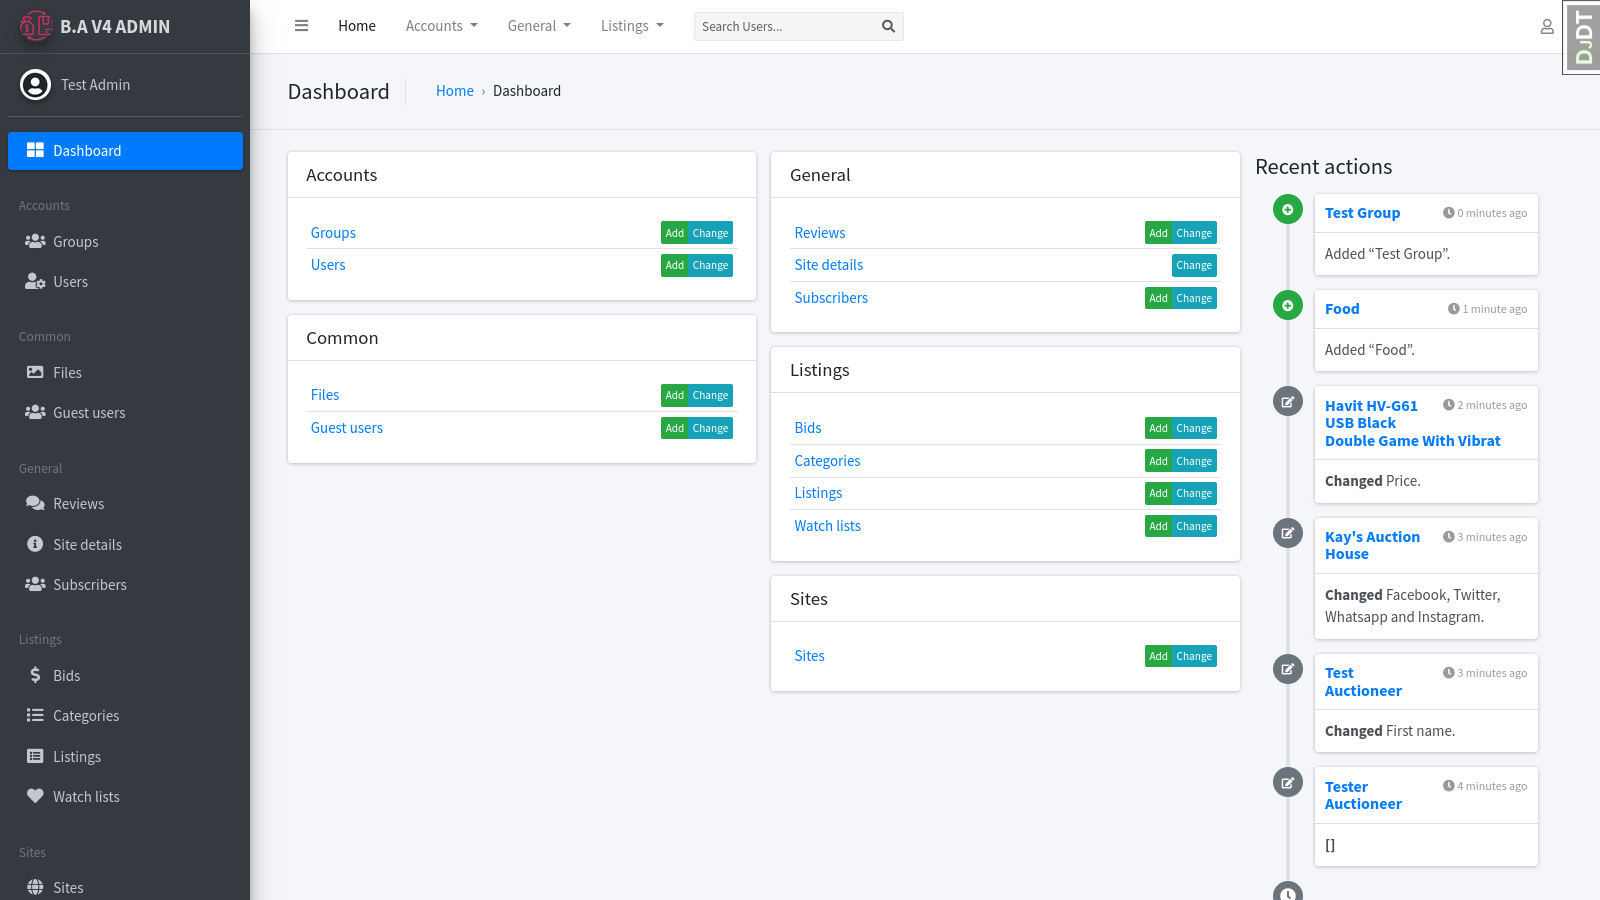 B.A V4 ADMIN
Test Admin
Dashboard
Accounts
Groups
Users
Common
Files
Guest users
General
Reviews
Site details
Subscribers
Listings
Bids
Categories
Listings
Watch lists
Sites
Sites
Home Accounts General Listings Search Users...
DJDT
Dashboard Home › Dashboard
Accounts
Groups Add Change
Users Add Change
Common
Files Add Change
Guest users Add Change
General
Reviews Add Change
Site details Change
Subscribers Add Change
Listings
Bids Add Change
Categories Add Change
Listings Add Change
Watch lists Add Change
Sites
Sites Add Change
Recent actions
Test Group 0 minutes ago
Added “Test Group”.
Food 1 minute ago
Added “Food”.
Havit HV-G61 2 minutes ago
USB Black
Double Game With Vibrat
Changed Price.
Kay's Auction 3 minutes ago
House
Changed Facebook, Twitter,
Whatsapp and Instagram.
Test 3 minutes ago
Auctioneer
Changed First name.
Tester 4 minutes ago
Auctioneer
[]